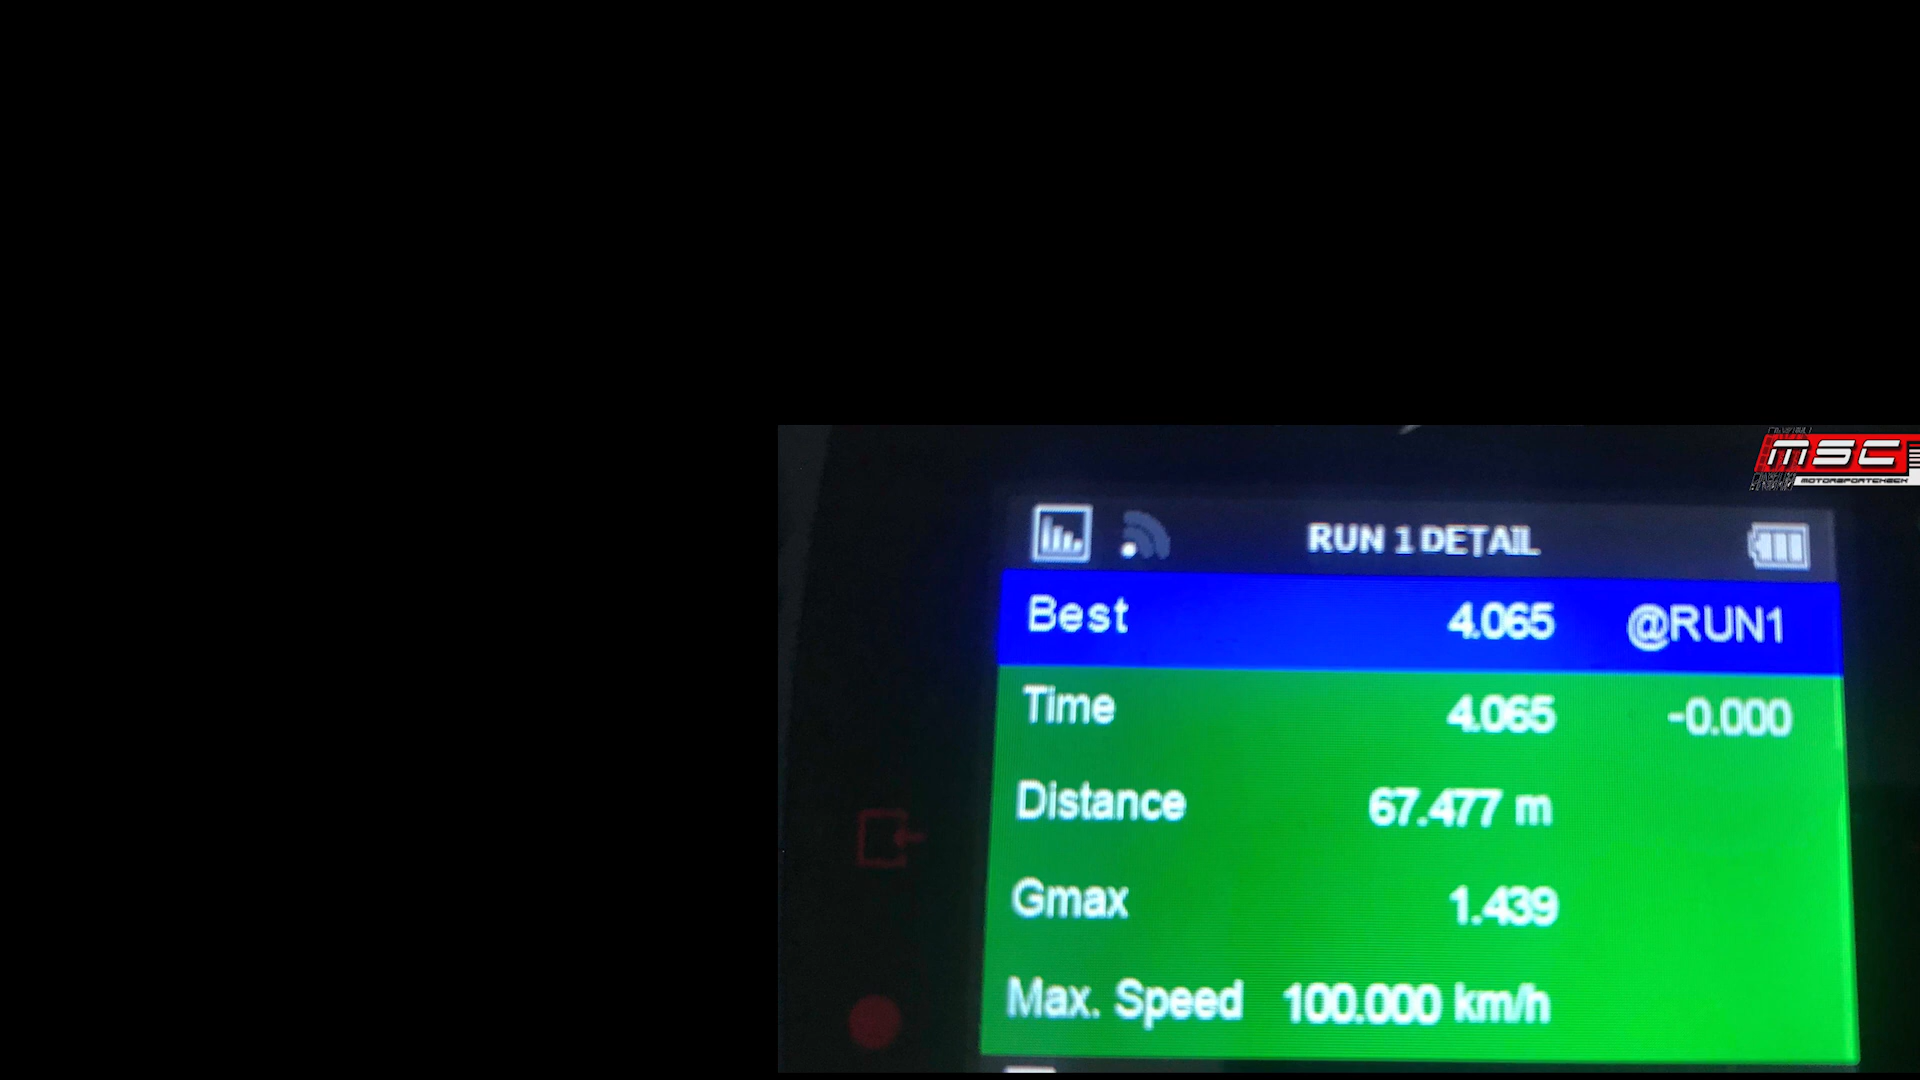 MSC
MOTORSPORTCHECK
RUN 1 DETAIL
Best 4.065 @RUN1
Time 4.065 -0.000
Distance 67.477 m
Gmax 1.439
Max. Speed 100.000 km/h